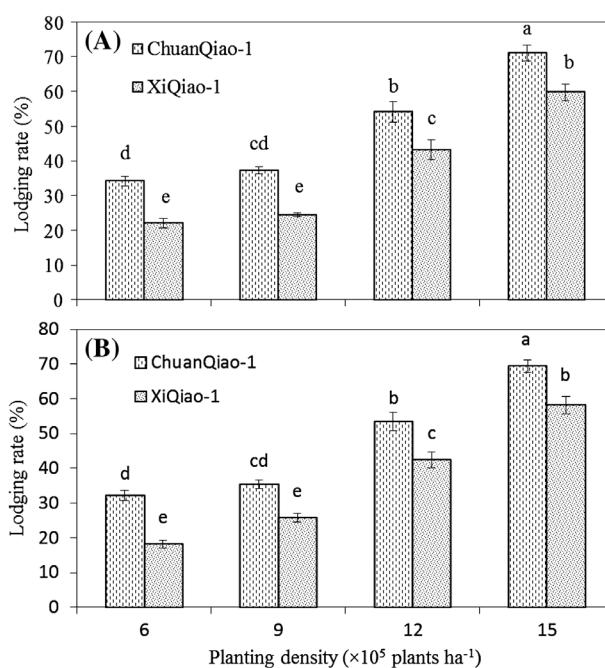 80
(A)
ChuanQiao-1
a
70
XiQiao-1
b
b
60
50
c
40
d
cd
30
e
e
20
10
0
Lodging rate (%)
80
(B)
ChuanQiao-1
a
70
XiQiao-1
b
b
60
50
c
40
d
cd
30
e
e
20
10
0
Lodging rate (%)
6 9 12 15
Planting density (×10⁵ plants ha⁻¹)